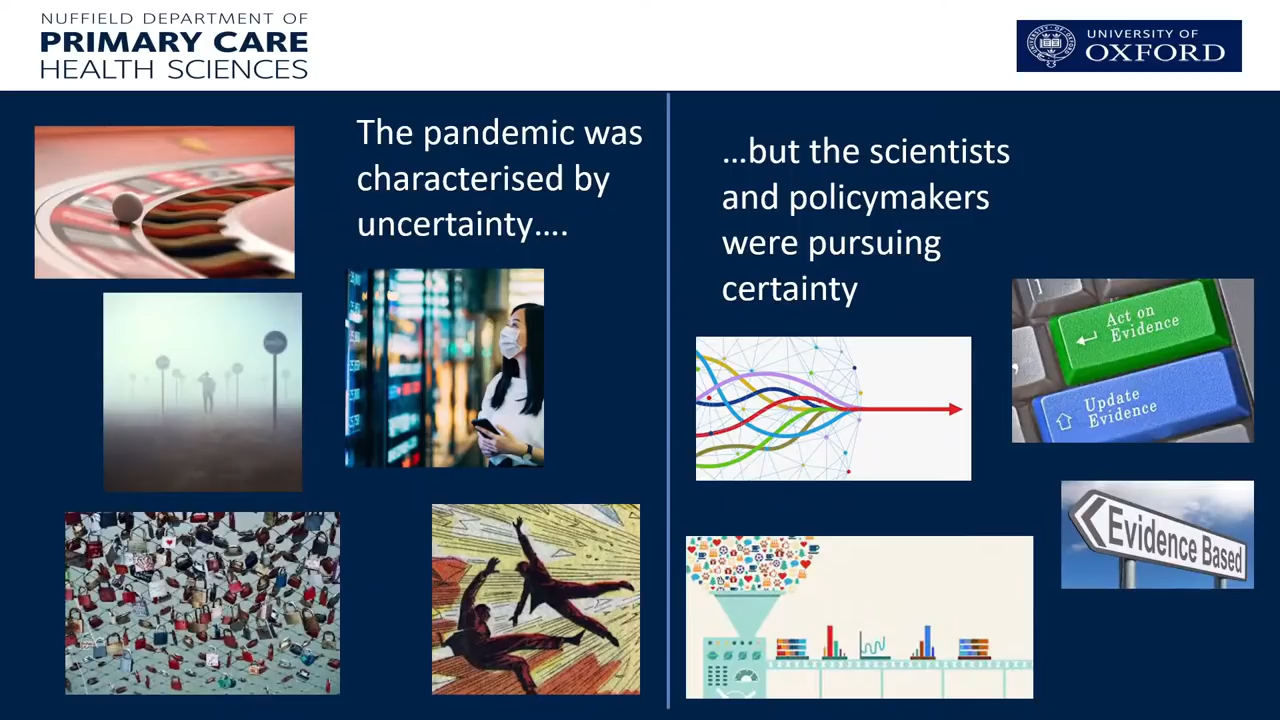 NUFFIELD DEPARTMENT OF
PRIMARY CARE
HEALTH SCIENCES
UNIVERSITY OF
OXFORD
The pandemic was
characterised by
uncertainty....
...but the scientists
and policymakers
were pursuing
certainty
Act on
Evidence
Update
Evidence
Evidence Based